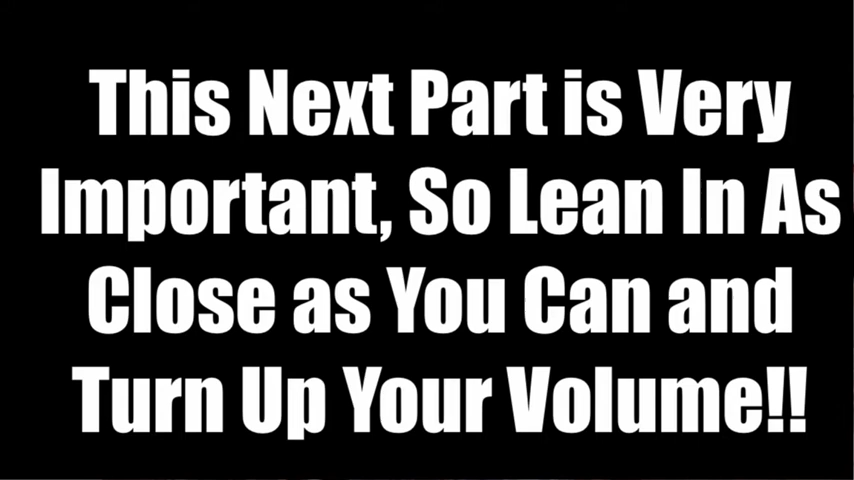 This Next Part is Very
Important, So Lean In As
Close as You Can and
Turn Up Your Volume!!